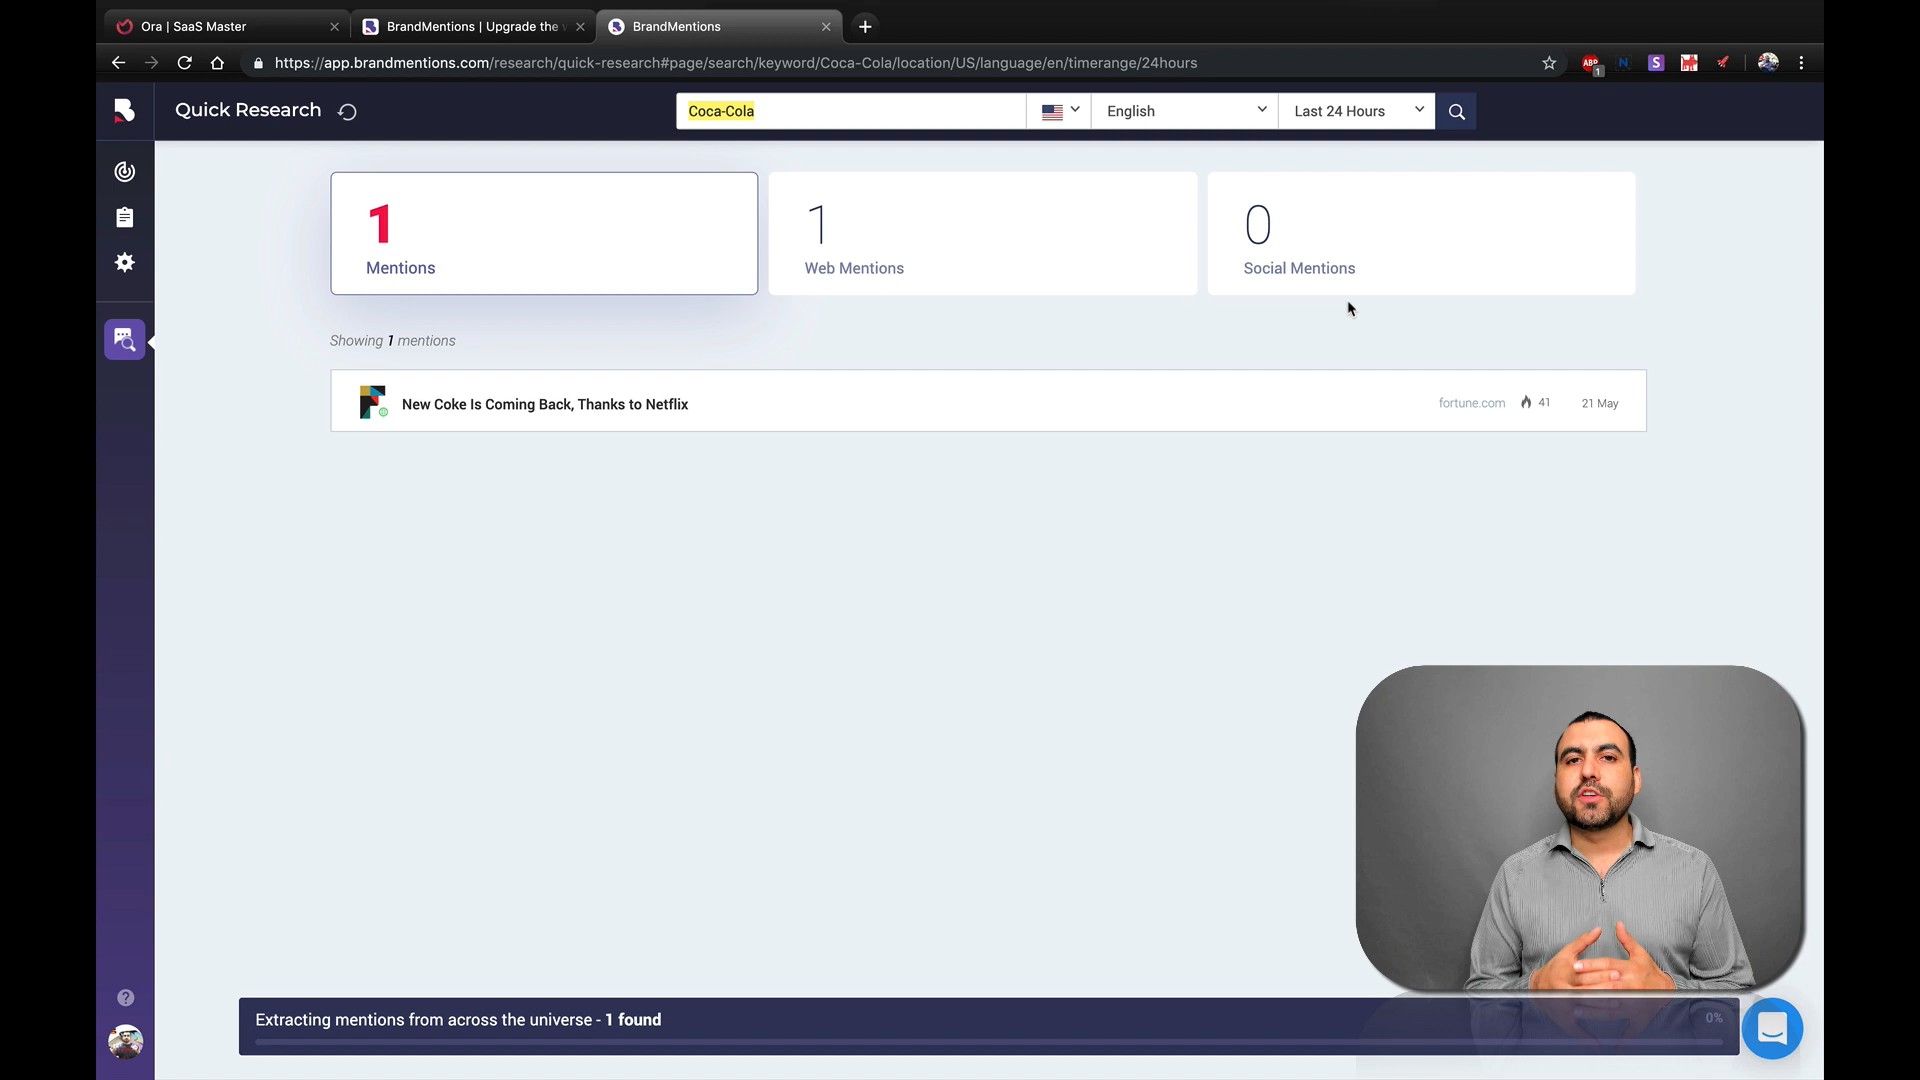 Ora | SaaS Master
BrandMentions | Upgrade the
BrandMentions
https://app.brandmentions.com/research/quick-research#page/search/keyword/Coca-Cola/location/US/language/en/timerange/24hours
ABP
1
N
S
Quick Research
Coca-Cola
English
Last 24 Hours
1
Mentions
1
Web Mentions
0
Social Mentions
Showing 1 mentions
New Coke Is Coming Back, Thanks to Netflix
fortune.com
41
21 May
Extracting mentions from across the universe - 1 found
0%
?